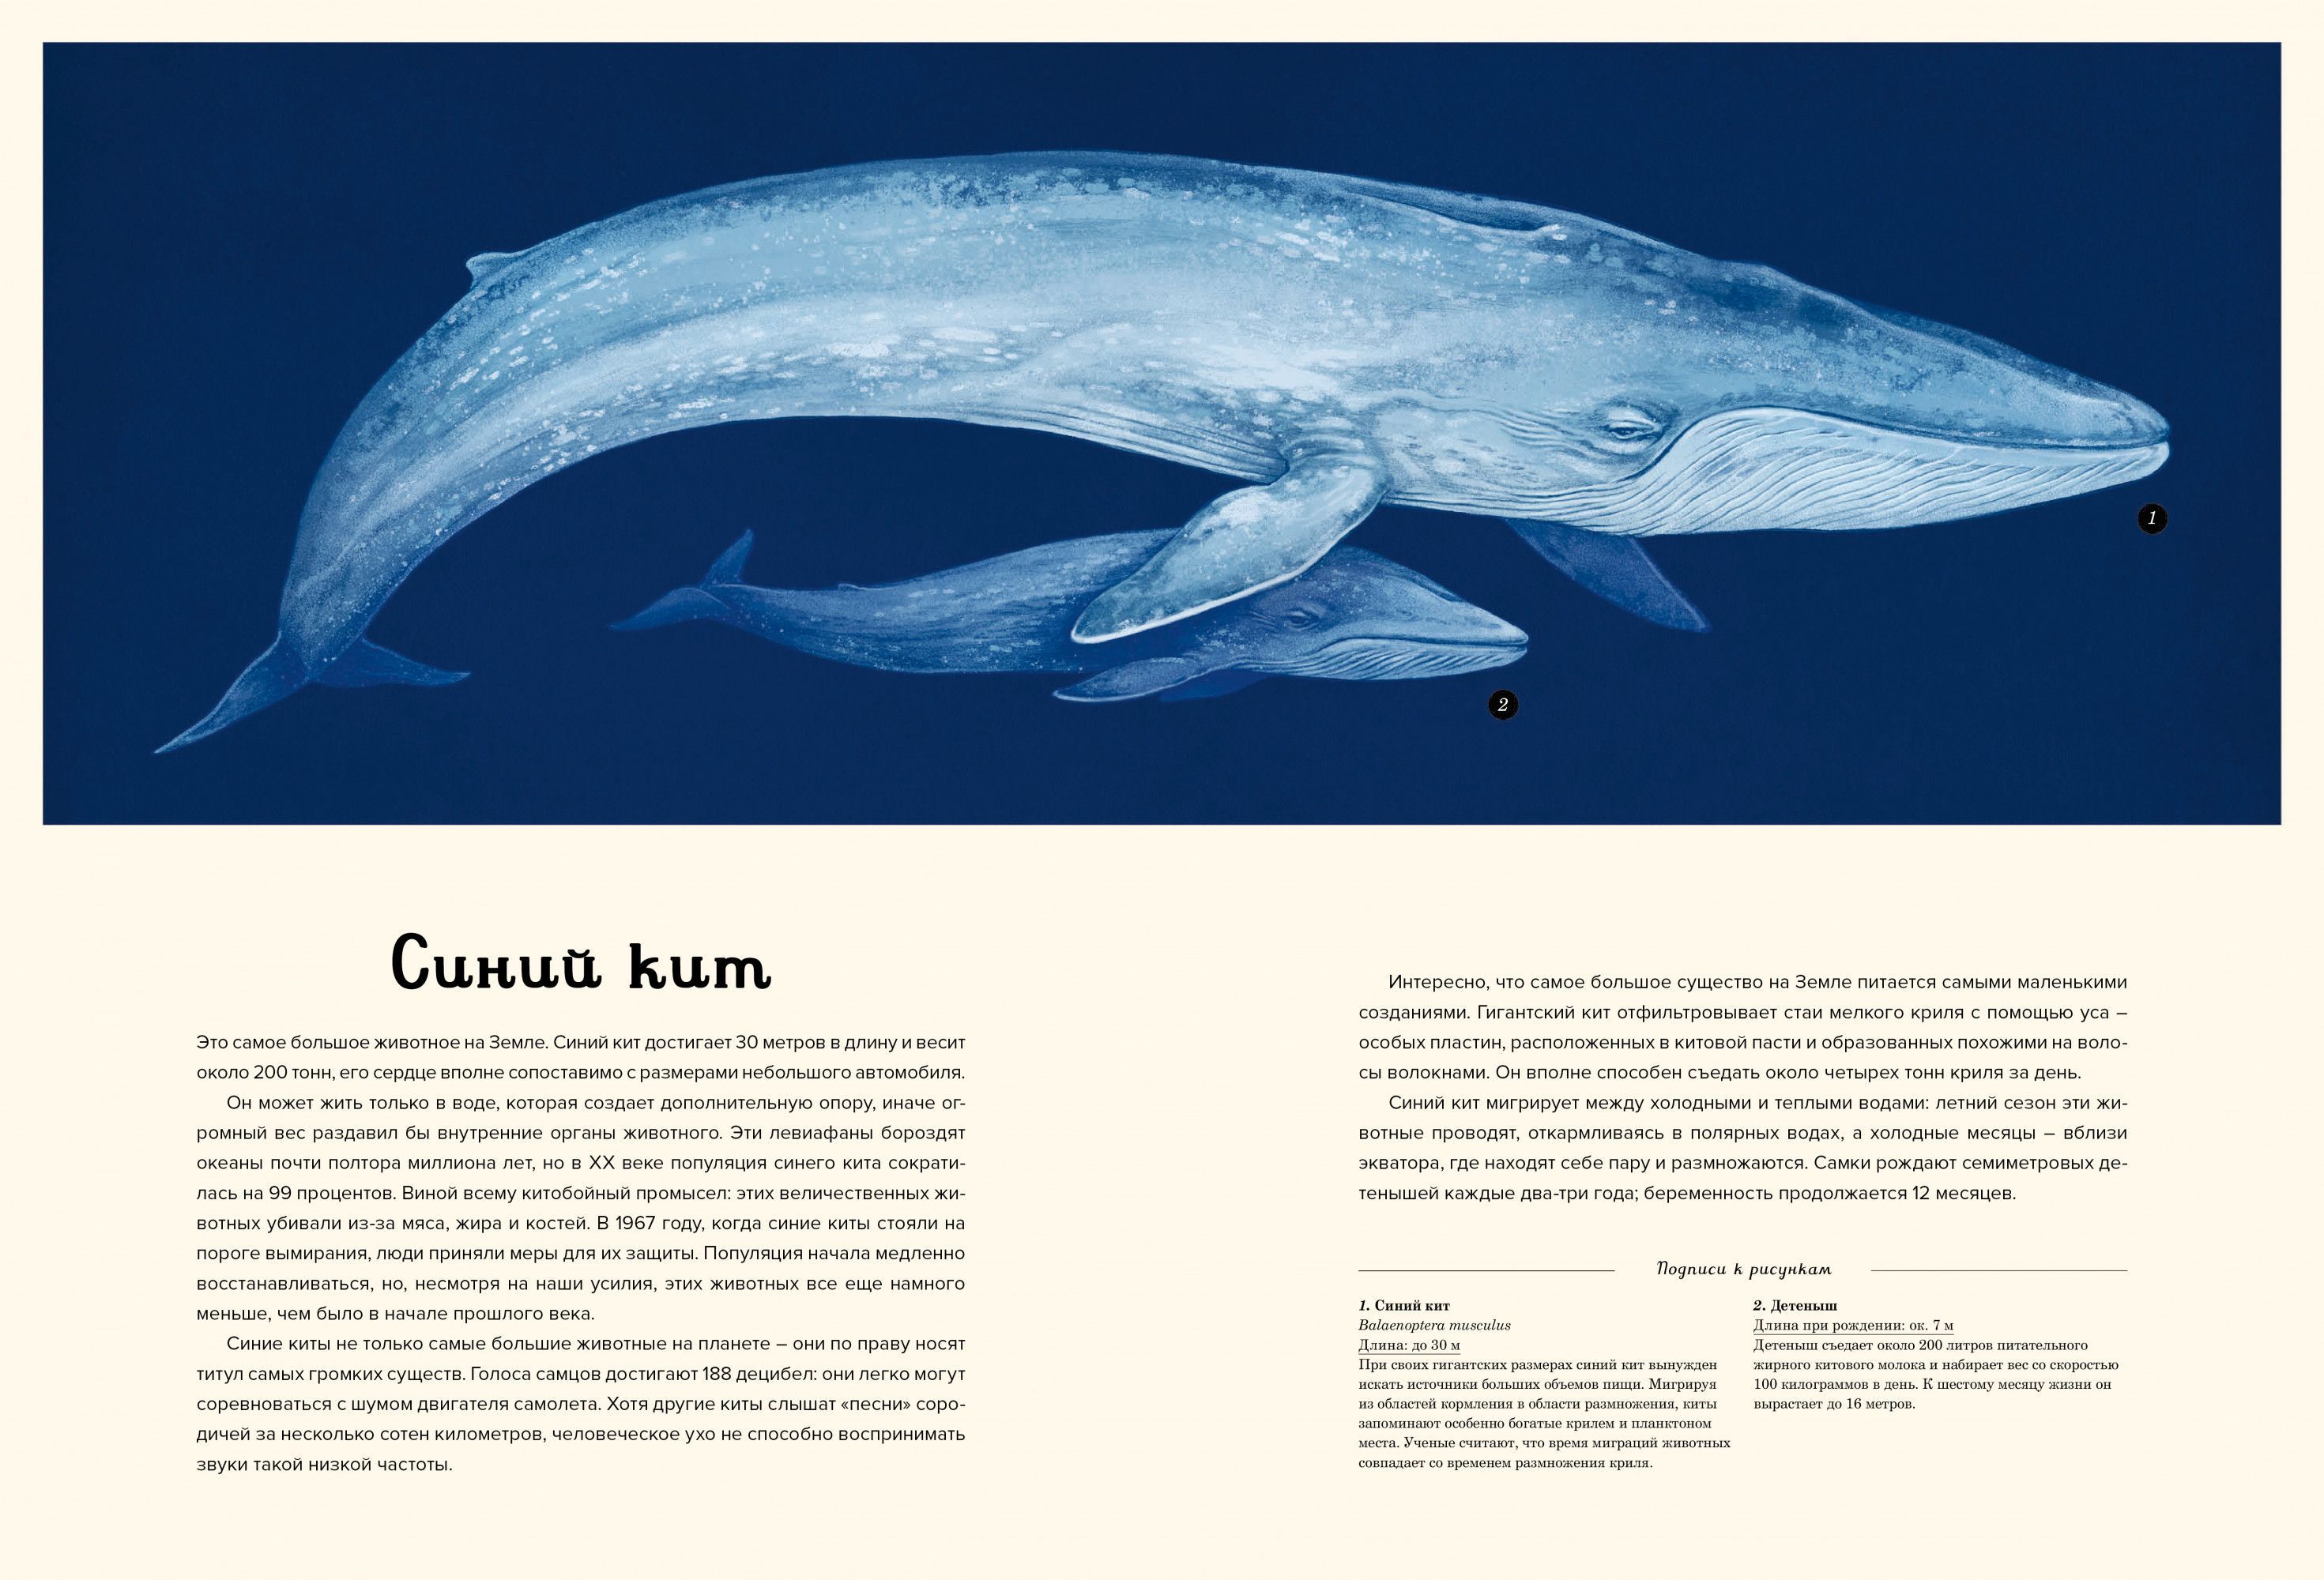 1
2
Синий кит
Это самое большое животное на Земле. Синий кит достигает 30 метров в длину и весит
около 200 тонн, его сердце вполне сопоставимо с размерами небольшого автомобиля.
Он может жить только в воде, которая создает дополнительную опору, иначе ог-
ромный вес раздавил бы внутренние органы животного. Эти левиафаны бороздят
океаны почти полтора миллиона лет, но в XX веке популяция синего кита сократи-
лась на 99 процентов. Виной всему китобойный промысел: этих величественных жи-
вотных убивали из-за мяса, жира и костей. В 1967 году, когда синие киты стояли на
пороге вымирания, люди приняли меры для их защиты. Популяция начала медленно
восстанавливаться, но, несмотря на наши усилия, этих животных все еще намного
меньше, чем было в начале прошлого века.
Синие киты не только самые большие животные на планете – они по праву носят
титул самых громких существ. Голоса самцов достигают 188 децибел: они легко могут
соревноваться с шумом двигателя самолета. Хотя другие киты слышат «песни» соро-
дичей за несколько сотен километров, человеческое ухо не способно воспринимать
звуки такой низкой частоты.
Интересно, что самое большое существо на Земле питается самыми маленькими
созданиями. Гигантский кит отфильтровывает стаи мелкого криля с помощью уса –
особых пластин, расположенных в китовой пасти и образованных похожими на воло-
сы волокнами. Он вполне способен съедать около четырех тонн криля за день.
Синий кит мигрирует между холодными и теплыми водами: летний сезон эти жи-
вотные проводят, откармливаясь в полярных водах, а холодные месяцы – вблизи
экватора, где находят себе пару и размножаются. Самки рождают семиметровых де-
тенышей каждые два-три года; беременность продолжается 12 месяцев.
Подписи к рисункам
1. Синий кит
Balaenoptera musculus
Длина: до 30 м
При своих гигантских размерах синий кит вынужден
искать источники больших объемов пищи. Мигрируя
из областей кормления в области размножения, киты
запоминают особенно богатые крилем и планктоном
места. Ученые считают, что время миграций животных
совпадает со временем размножения криля.
2. Детеныш
Длина при рождении: ок. 7 м
Детеныш съедает около 200 литров питательного
жирного китового молока и набирает вес со скоростью
100 килограммов в день. К шестому месяцу жизни он
вырастает до 16 метров.